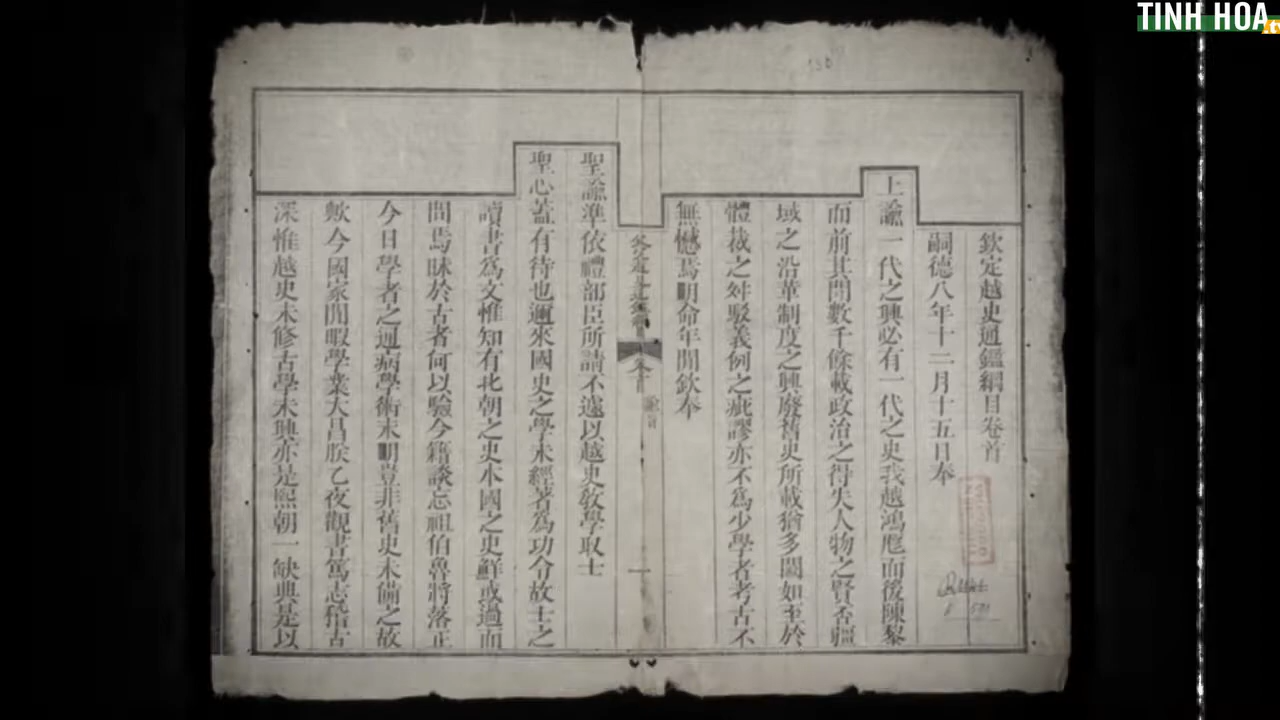 TINH HOA
tv
欽定越史通鑑綱目卷首
嗣德八年十二月十五日奉
上諭一代之興必有一代之史我越鴻厖而後陳黎
而前其間數千餘載政治之得失人物之賢否疆
域之沿革制度之興廢舊史所載猶多闕如至於
體裁之舛駁義例之疵謬亦不爲少學者考古不
無憾焉明命年間欽奉
聖諭準依禮部臣所請不遠以越史敎學取士
聖心蓋有待也邇來國史之學未經著爲功令故士之
讀書爲文惟知有北朝之史本國之史鮮或過而
問焉昧於古者何以驗今籍談忘祖伯魯將落正
今日學者之通病學術未明豈非舊史未備之故
歟今國家閒暇學業大昌朕乙夜觀書篤志稽古
深惟越史未修古學未興亦是熙朝一缺典是以